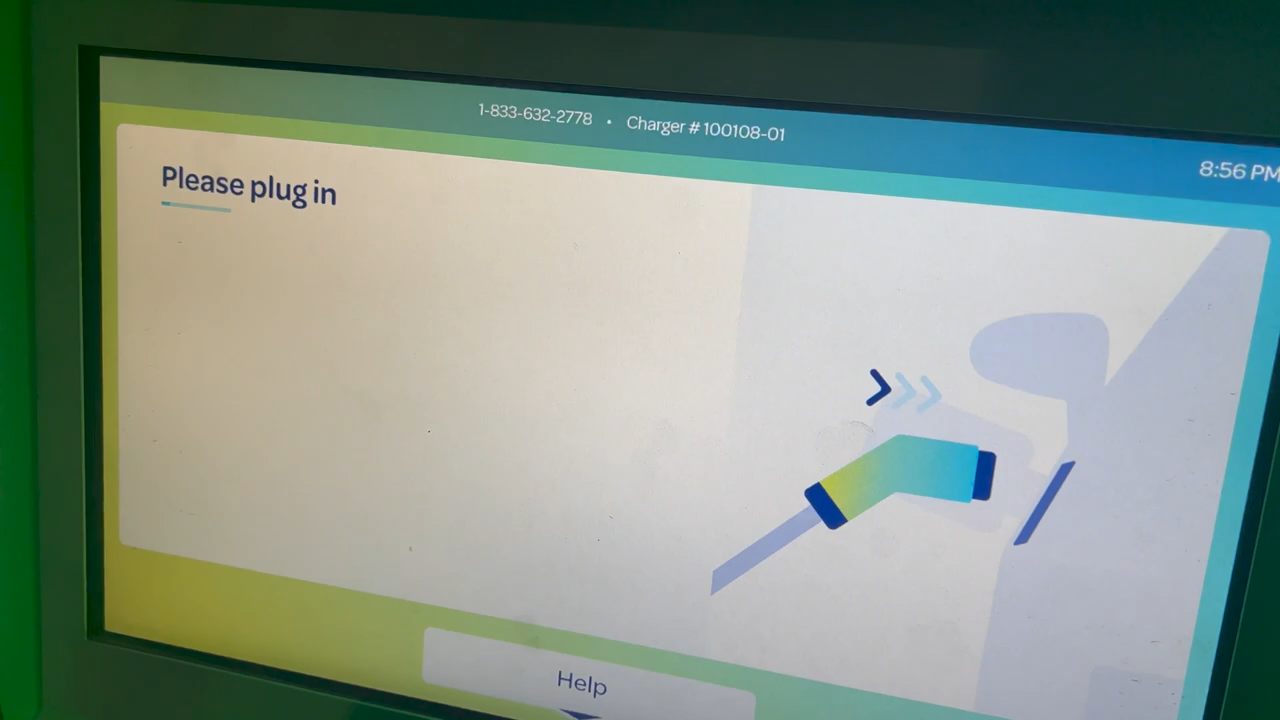 1-833-632-2778 • Charger # 100108-01
8:56 PM
Please plug in
Help